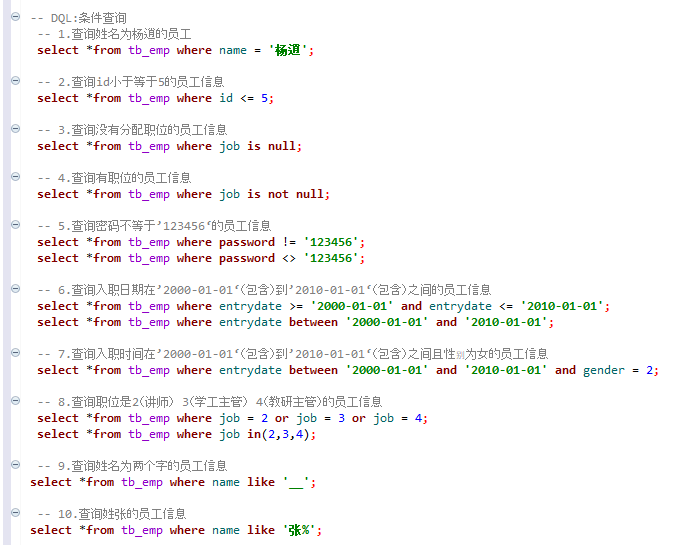 -- DQL:条件查询
-- 1.查询姓名为杨逍的员工
select *from tb_emp where name = '杨逍';
-- 2.查询id小于等于5的员工信息
select *from tb_emp where id <= 5;
-- 3.查询没有分配职位的员工信息
select *from tb_emp where job is null;
-- 4.查询有职位的员工信息
select *from tb_emp where job is not null;
-- 5.查询密码不等于’123456‘的员工信息
select *from tb_emp where password != '123456';
select *from tb_emp where password <> '123456';
-- 6.查询入职日期在’2000-01-01‘(包含)到’2010-01-01‘(包含)之间的员工信息
select *from tb_emp where entrydate >= '2000-01-01' and entrydate <= '2010-01-01';
select *from tb_emp where entrydate between '2000-01-01' and '2010-01-01';
-- 7.查询入职时间在’2000-01-01‘(包含)到’2010-01-01‘(包含)之间且性别为女的员工信息
select *from tb_emp where entrydate between '2000-01-01' and '2010-01-01' and gender = 2;
-- 8.查询职位是2(讲师) 3(学工主管) 4(教研主管)的员工信息
select *from tb_emp where job = 2 or job = 3 or job = 4;
select *from tb_emp where job in(2,3,4);
-- 9.查询姓名为两个字的员工信息
select *from tb_emp where name like '__';
-- 10.查询姓张的员工信息
select *from tb_emp where name like '张%';